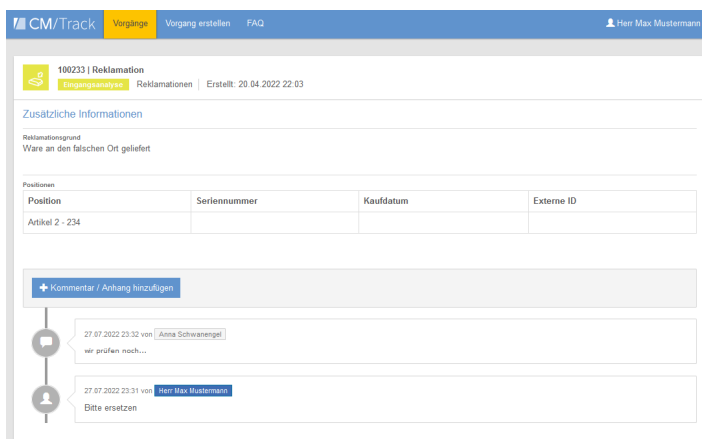 CM/Track Vorgänge Vorgang erstellen FAQ Herr Max Mustermann
100233 | Reklamation
Eingangsanalyse Reklamationen | Erstellt: 20.04.2022 22:03
Zusätzliche Informationen
Reklamationsgrund
Ware an den falschen Ort geliefert
Positionen
Position Seriennummer Kaufdatum Externe ID
Artikel 2 - 234
+ Kommentar / Anhang hinzufügen
27.07.2022 23:32 von Anna Schwanengel
wir prüfen noch...
27.07.2022 23:31 von Herr Max Mustermann
Bitte ersetzen